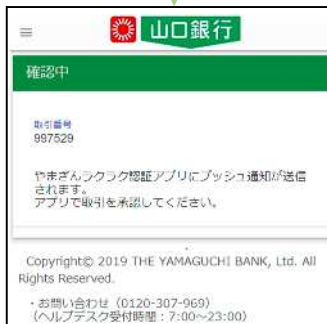 山口銀行
確認中
取引番号
997529
やまぎんラクラク認証アプリにプッシュ通知が送信
されます。
アプリで取引を承認してください。
Copyright© 2019 THE YAMAGUCHI BANK, Ltd. All
Rights Reserved.
・お問い合わせ（0120-307-969）
（ヘルプデスク受付時間：7:00～23:00）